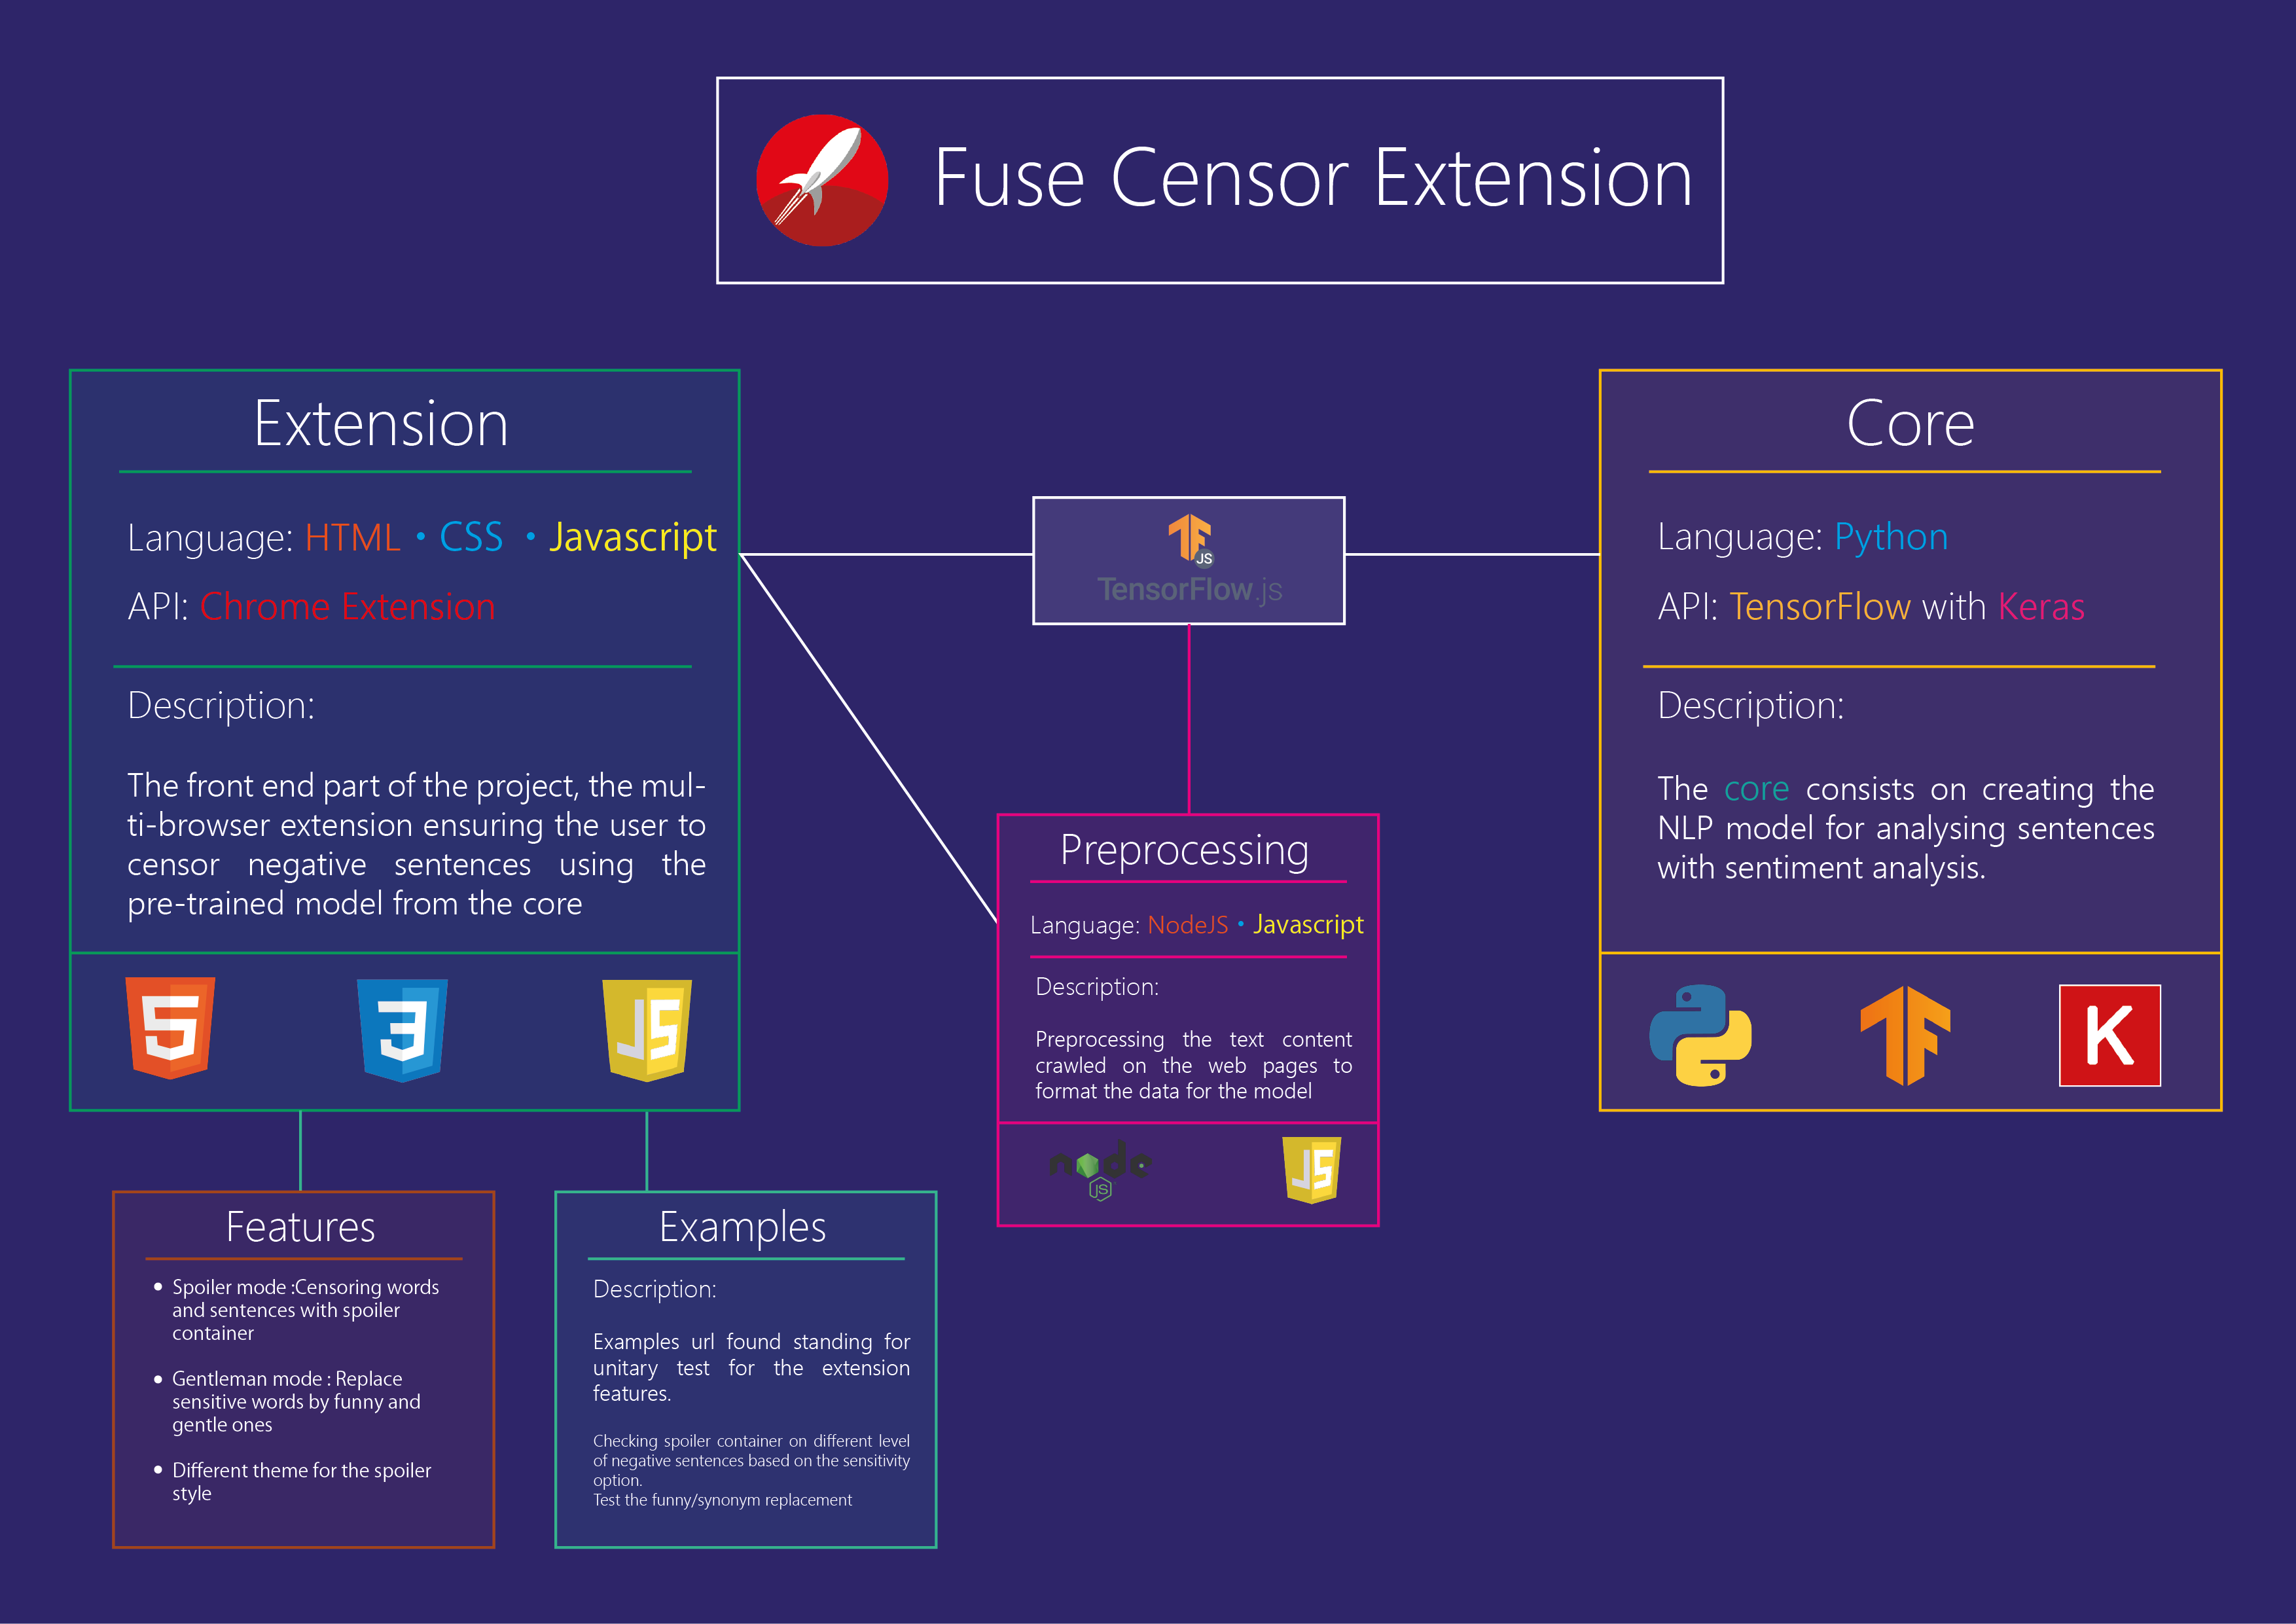 Fuse Censor Extension
Extension
Language: HTML • CSS • Javascript
API: Chrome Extension
Description:
The front end part of the project, the mul-
ti-browser extension ensuring the user to
censor negative sentences using the
pre-trained model from the core
5
3
JS
Features
• Spoiler mode :Censoring words
and sentences with spoiler
container
• Gentleman mode : Replace
sensitive words by funny and
gentle ones
• Different theme for the spoiler
style
Examples
Description:
Examples url found standing for
unitary test for the extension
features.
Checking spoiler container on different level
of negative sentences based on the sensitivity
option.
Test the funny/synonym replacement
JS
TensorFlow.js
Preprocessing
Language: NodeJS • Javascript
Description:
Preprocessing the text content
crawled on the web pages to
format the data for the model
node
JS
JS
Core
Language: Python
API: TensorFlow with Keras
Description:
The core consists on creating the
NLP model for analysing sentences
with sentiment analysis.
K